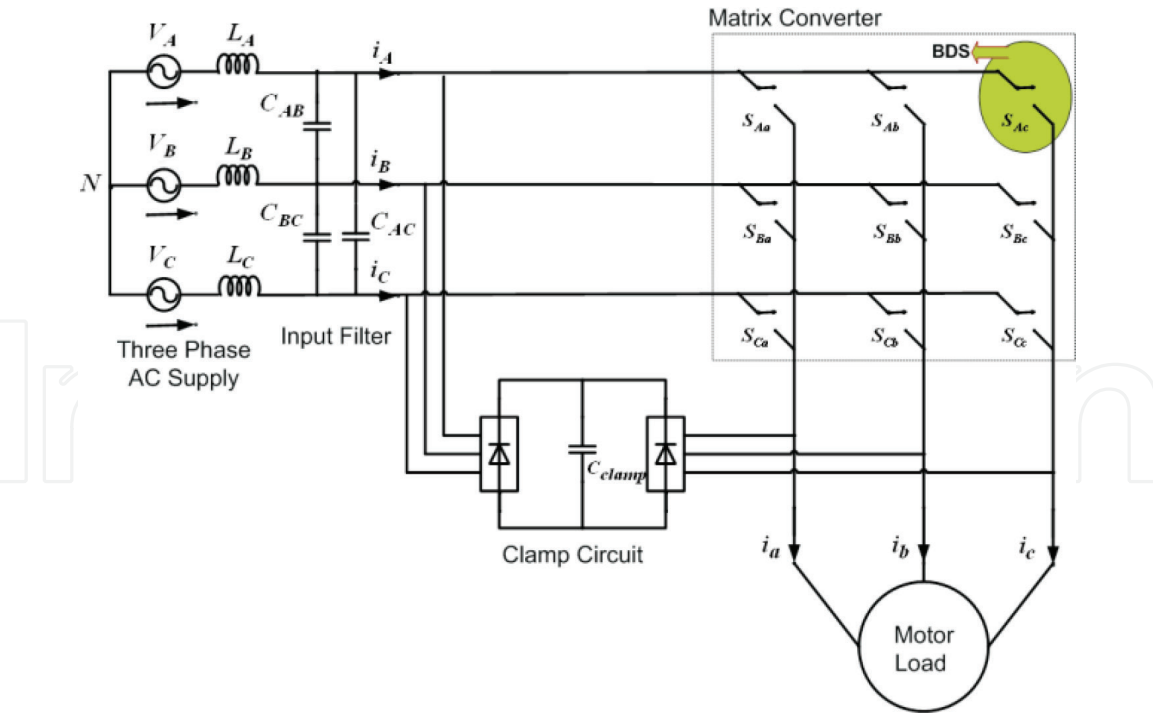 Matrix Converter
V_A
L_A
i_A
BDS
C_AB
S_Aa
S_Ab
S_Ac
V_B
L_B
i_B
N
C_BC
C_AC
S_Ba
S_Bb
S_Bc
V_C
L_C
i_C
Three Phase
AC Supply
Input Filter
S_Ca
S_Cb
S_Cc
C_clamp
Clamp Circuit
i_a
i_b
i_c
Motor
Load